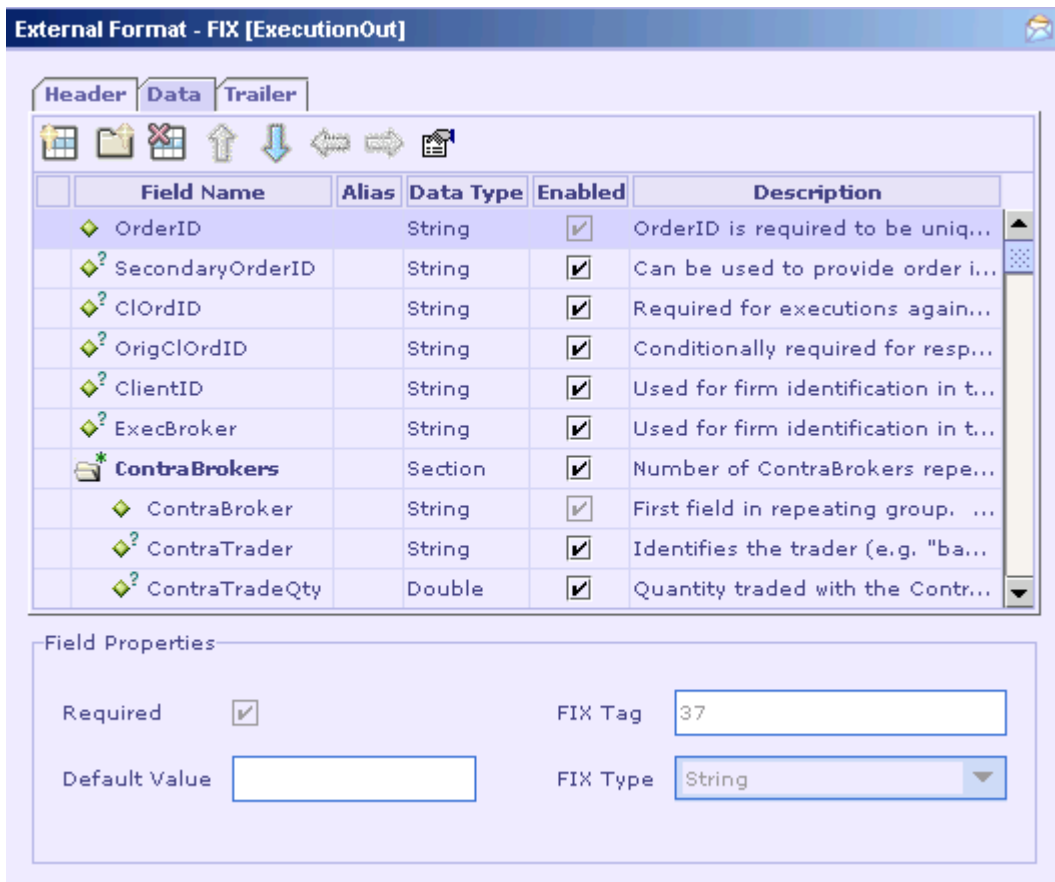 External Format - FIX [ExecutionOut]
Header Data Trailer
Field Name Alias Data Type Enabled Description
OrderID String OrderID is required to be uniq...
? SecondaryOrderID String Can be used to provide order i...
? ClOrdID String Required for executions again...
? OrigClOrdID String Conditionally required for resp...
? ClientID String Used for firm identification in t...
? ExecBroker String Used for firm identification in t...
* ContraBrokers Section Number of ContraBrokers repe...
ContraBroker String First field in repeating group. ...
? ContraTrader String Identifies the trader (e.g. "ba...
? ContraTradeQty Double Quantity traded with the Contr...
Field Properties
Required FIX Tag 37
Default Value FIX Type String